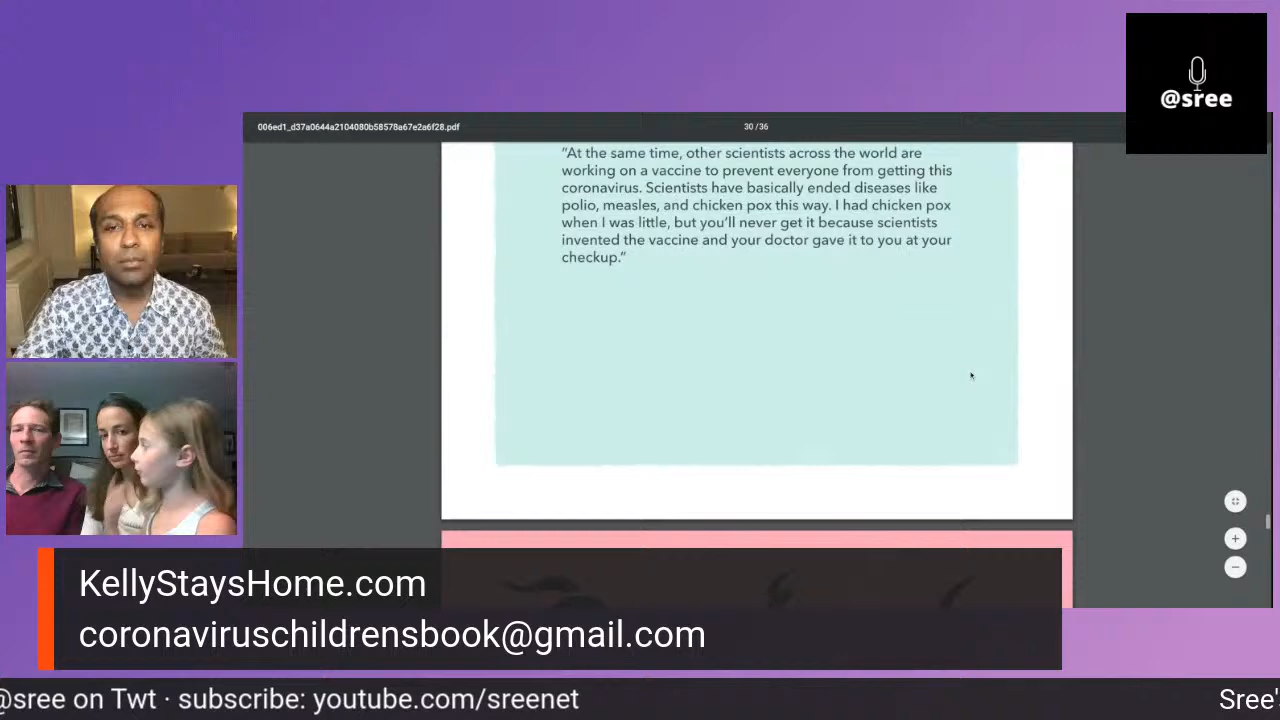 @sree
006ed1_d37a0644a2104080b58578a67e2a6f28.pdf
30 / 36
“At the same time, other scientists across the world are
working on a vaccine to prevent everyone from getting this
coronavirus. Scientists have basically ended diseases like
polio, measles, and chicken pox this way. I had chicken pox
when I was little, but you’ll never get it because scientists
invented the vaccine and your doctor gave it to you at your
checkup.”
KellyStaysHome.com
coronaviruschildrensbook@gmail.com
@sree on Twt · subscribe: youtube.com/sreenet
Sree'